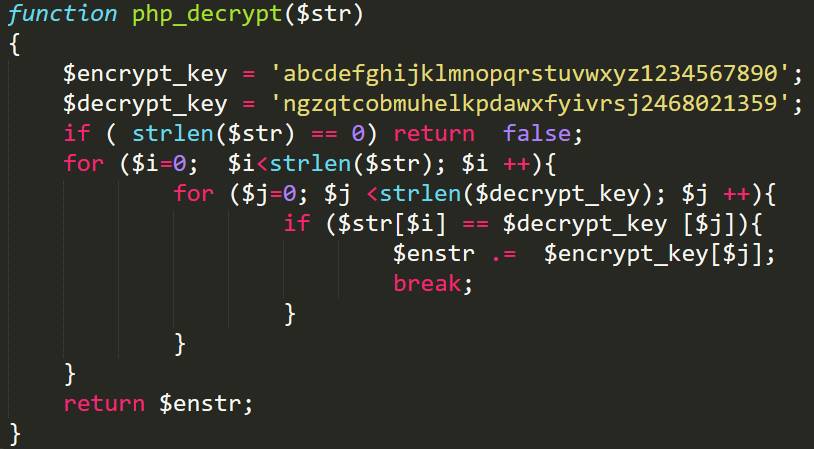 function php_decrypt($str)
{
    $encrypt_key = 'abcdefghijklmnopqrstuvwxyz1234567890';
    $decrypt_key = 'ngzqtcobmuhelkpdawxfyivrsj2468021359';
    if ( strlen($str) == 0) return  false;
    for ($i=0;  $i<strlen($str); $i ++){
            for ($j=0; $j <strlen($decrypt_key); $j ++){
                    if ($str[$i] == $decrypt_key [$j]){
                            $enstr .=  $encrypt_key[$j];
                            break;
                    }
            }
    }
    return $enstr;
}